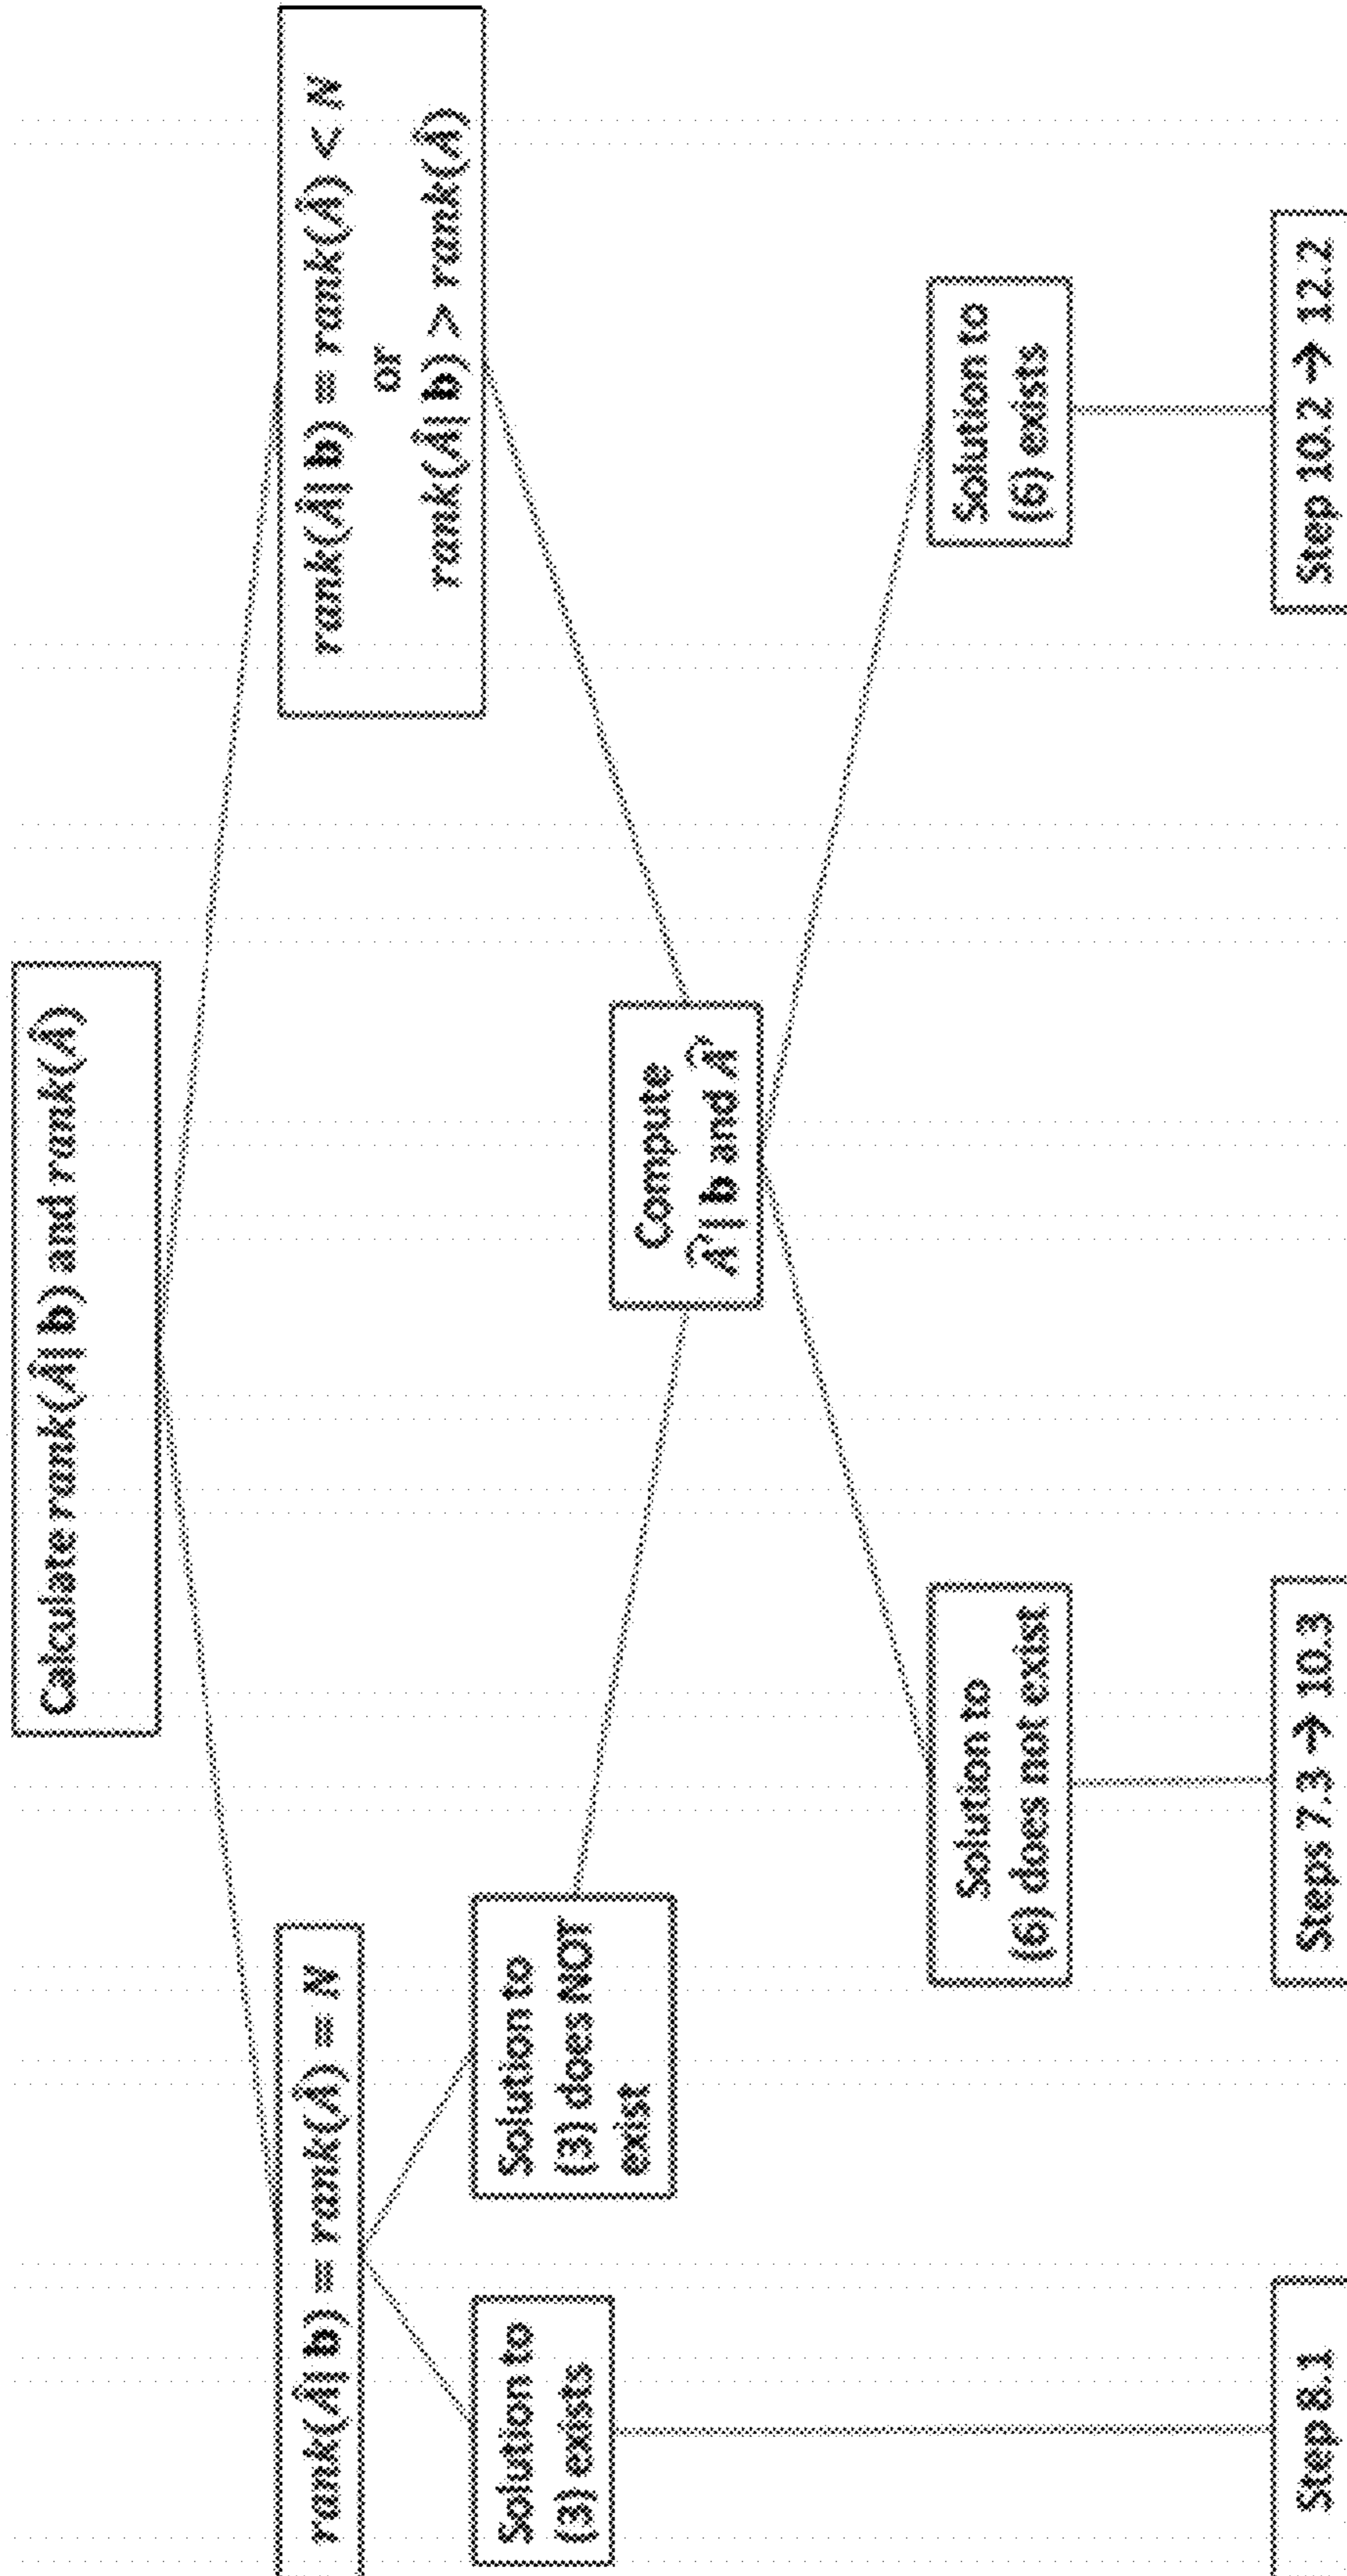 Calculate rank(Â| b) and rank(Â)
rank(Â| b) = rank(Â) = N
rank(Â| b) = rank(Â) < N
or
rank(Â| b) > rank(Â)
Solution to
(3) exists
Solution to
(3) does NOT
exist
Compute
Â'| b and Â'
Solution to
(6) does not exist
Solution to
(6) exists
Step 8.1
Steps 7.3 → 10.3
Step 10.2 → 12.2